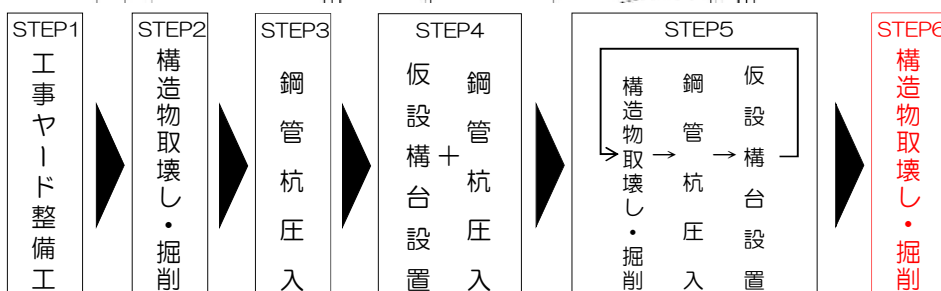 STEP1
工事ヤード整備工
STEP2
構造物取壊し・掘削
STEP3
鋼管杭圧入
STEP4
仮設構台設置
+
鋼管杭圧入
STEP5
構造物取壊し・掘削
→
鋼管杭圧入
→
仮設構台設置
STEP6
構造物取壊し・掘削